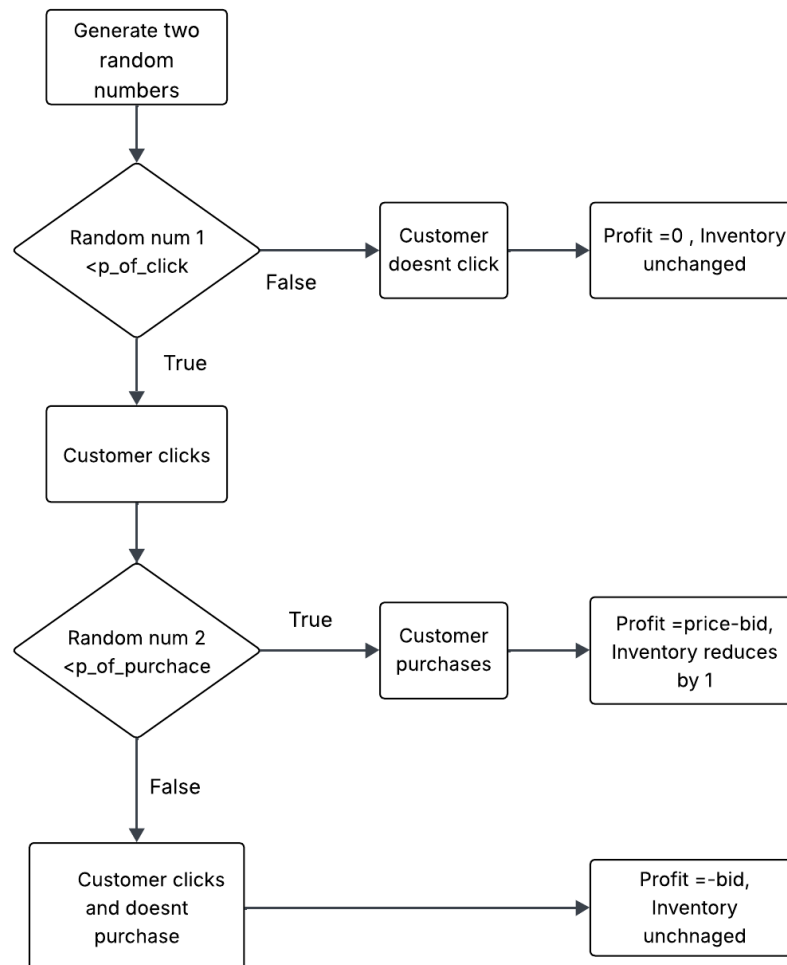 Generate two
random
numbers
Random num 1
<p_of_click
False
Customer
doesnt click
Profit =0 , Inventory
unchanged
True
Customer clicks
Random num 2
<p_of_purchace
True
Customer
purchases
Profit =price-bid,
Inventory reduces
by 1
False
Customer clicks
and doesnt
purchase
Profit =-bid,
Inventory
unchnaged